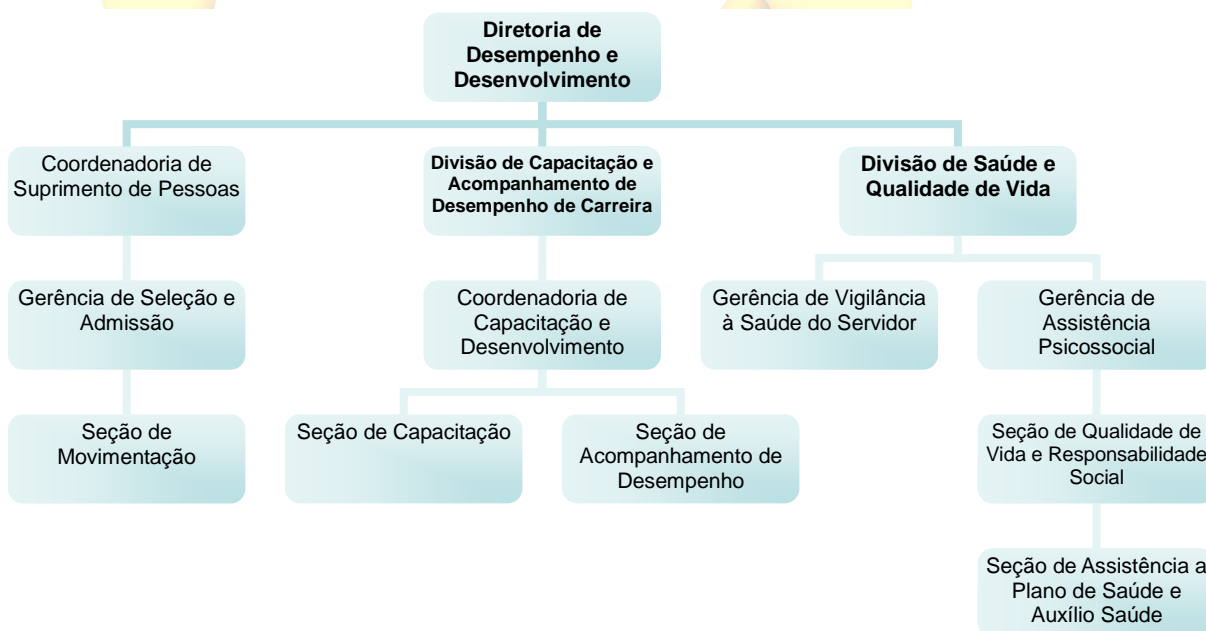 Diretoria de
Desempenho e
Desenvolvimento
Coordenadoria de
Suprimento de Pessoas
Divisão de Capacitação e
Acompanhamento de
Desempenho de Carreira
Divisão de Saúde e
Qualidade de Vida
Gerência de Seleção e
Admissão
Coordenadoria de
Capacitação e
Desenvolvimento
Gerência de Vigilância
à Saúde do Servidor
Gerência de
Assistência
Psicossocial
Seção de
Movimentação
Seção de Capacitação
Seção de
Acompanhamento de
Desempenho
Seção de Qualidade de
Vida e Responsabilidade
Social
Seção de Assistência a
Plano de Saúde e
Auxílio Saúde